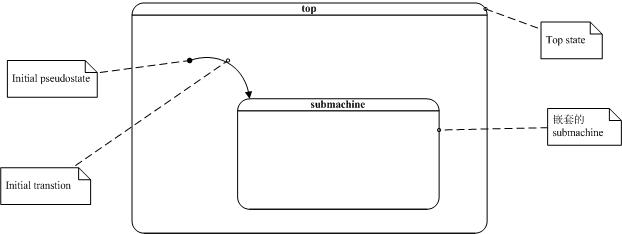 top
Top state
Initial pseudostate
submachine
嵌套的
submachine
Initial transtion